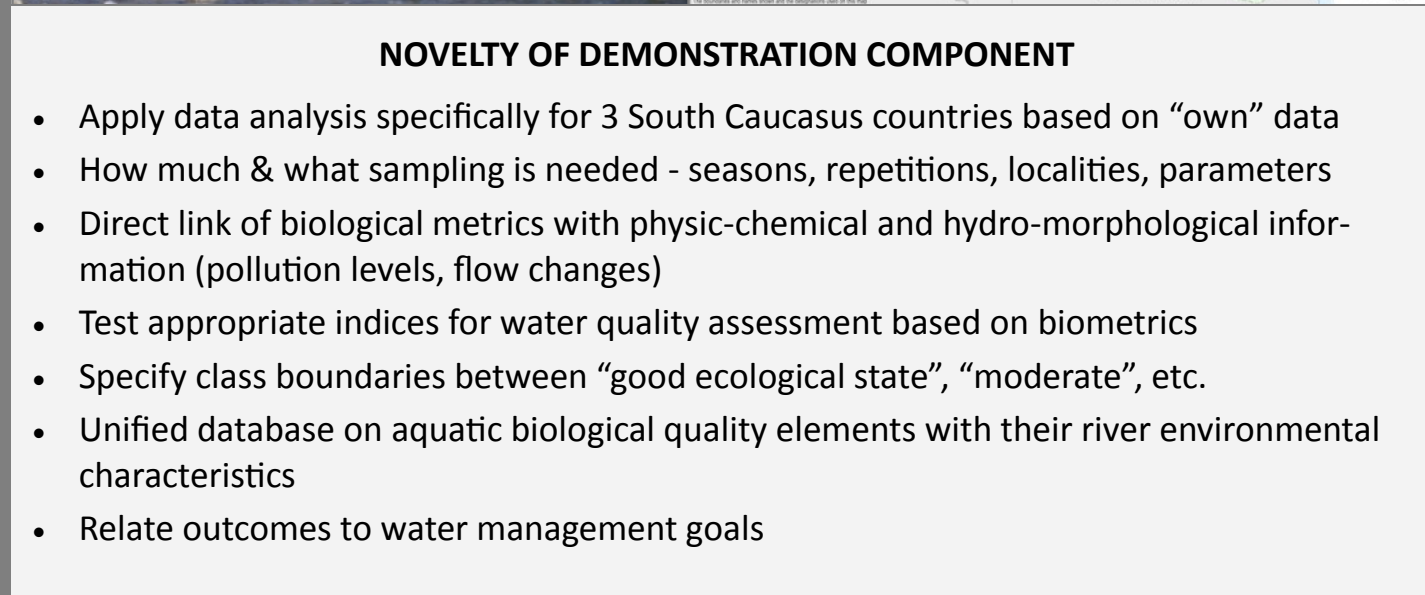 NOVELTY OF DEMONSTRATION COMPONENT
• Apply data analysis specifically for 3 South Caucasus countries based on “own” data
• How much & what sampling is needed - seasons, repetitions, localities, parameters
• Direct link of biological metrics with physic-chemical and hydro-morphological infor-
mation (pollution levels, flow changes)
• Test appropriate indices for water quality assessment based on biometrics
• Specify class boundaries between “good ecological state”, “moderate”, etc.
• Unified database on aquatic biological quality elements with their river environmental
characteristics
• Relate outcomes to water management goals